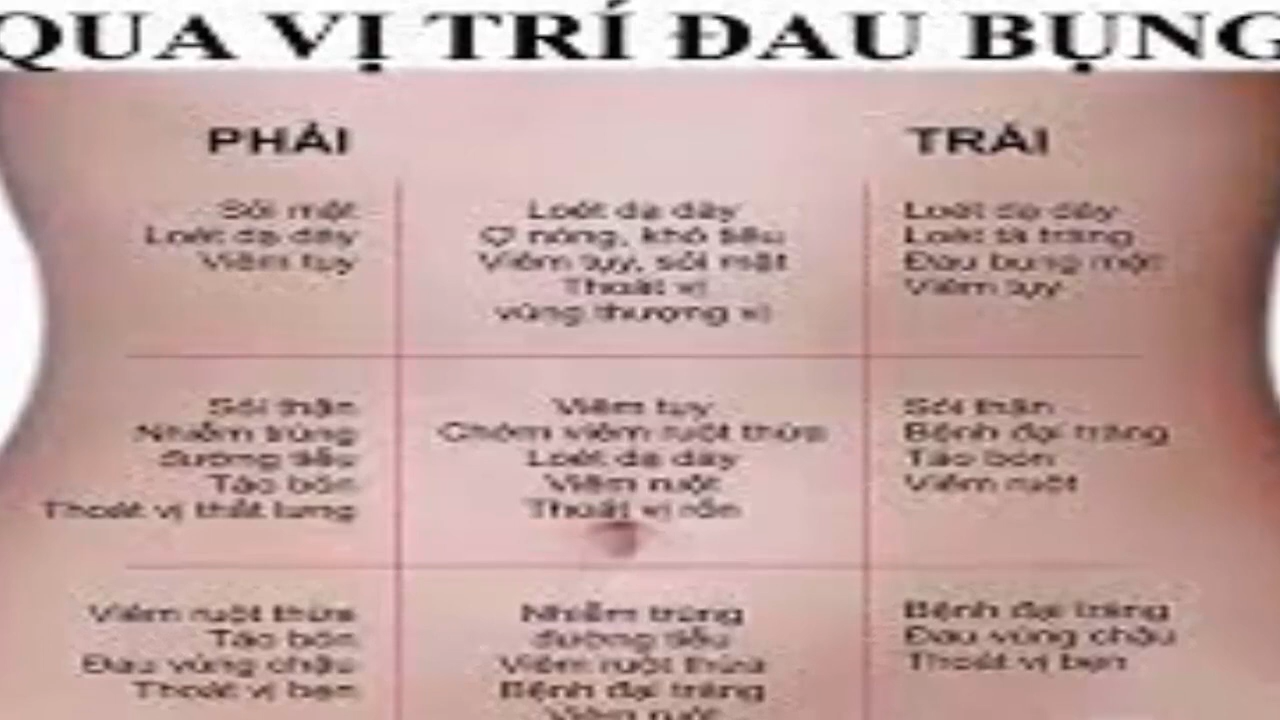 QUA VỊ TRÍ ĐAU BỤNG
PHẢI
TRÁI
Sỏi mật
Loét dạ dày
Viêm tụy
Loét dạ dày
Ợ nóng, khó tiêu
Viêm tụy, sỏi mật
Thoát vị
vùng thượng vị
Loét dạ dày
Loét tá tràng
Đau bụng mật
Viêm tụy
Sỏi thận
Nhiễm trùng
đường tiểu
Táo bón
Thoát vị thắt lưng
Viêm tụy
Chớm viêm ruột thừa
Loét dạ dày
Viêm ruột
Thoát vị rốn
Sỏi thận
Bệnh đại tràng
Táo bón
Viêm ruột
Viêm ruột thừa
Táo bón
Đau vùng chậu
Thoát vị bẹn
Nhiễm trùng
đường tiểu
Viêm ruột thừa
Bệnh đại tràng
Viêm ruột
Bệnh đại tràng
Đau vùng chậu
Thoát vị bẹn